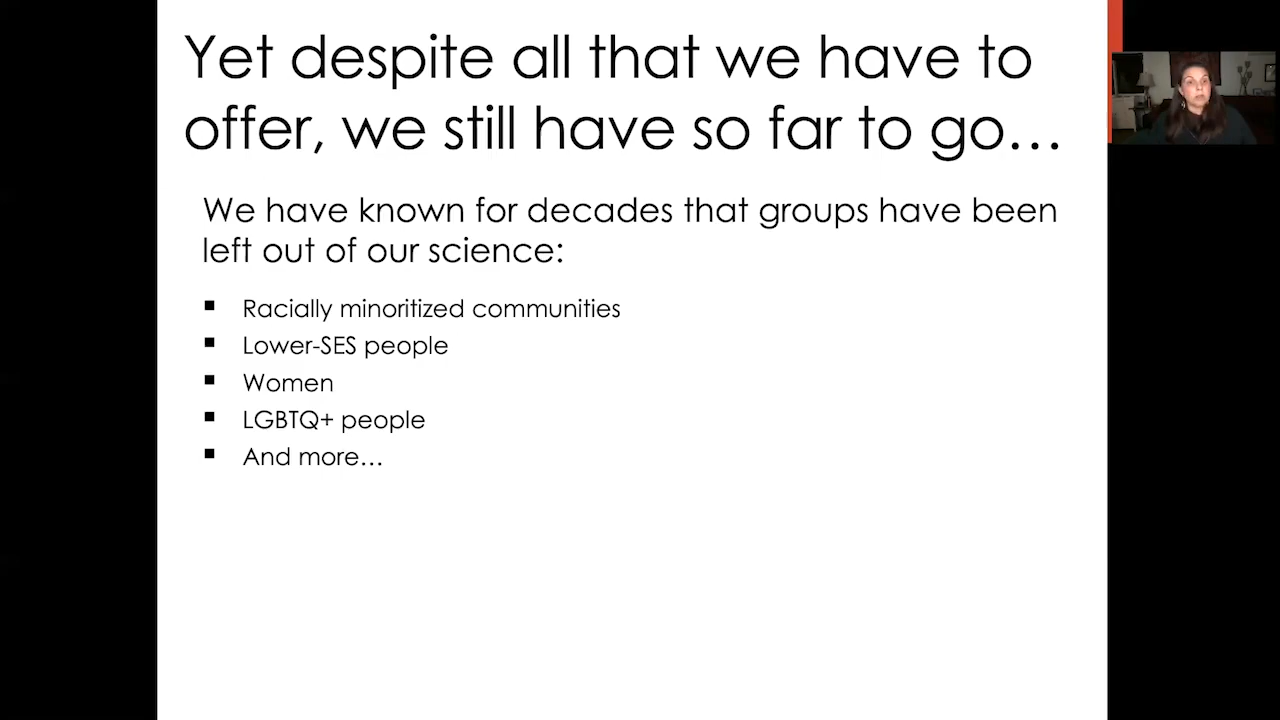 Yet despite all that we have to
offer, we still have so far to go…
We have known for decades that groups have been
left out of our science:
▪ Racially minoritized communities
▪ Lower-SES people
▪ Women
▪ LGBTQ+ people
▪ And more…